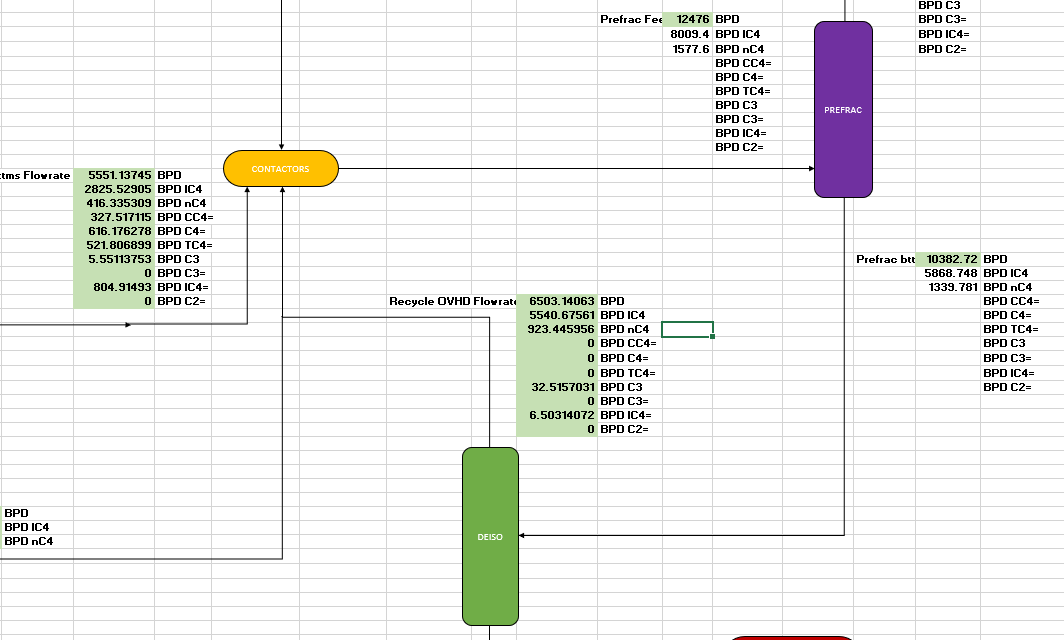 BPD C3
BPD C3=
BPD IC4=
BPD C2=
Prefrac Fee 12476 BPD
8009.4 BPD IC4
1577.6 BPD nC4
BPD CC4=
BPD C4=
BPD TC4=
BPD C3
BPD C3=
BPD IC4=
BPD C2=
PREFRAC
CONTACTORS
ttms Flowrate 5551.13745 BPD
2825.52905 BPD IC4
416.335309 BPD nC4
327.517115 BPD CC4=
616.176278 BPD C4=
521.806899 BPD TC4=
5.55113753 BPD C3
0 BPD C3=
804.91493 BPD IC4=
0 BPD C2=
Prefrac btt 10382.72 BPD
5868.748 BPD IC4
1339.781 BPD nC4
BPD CC4=
BPD C4=
BPD TC4=
BPD C3
BPD C3=
BPD IC4=
BPD C2=
Recycle OVHD Flowrate 6503.14063 BPD
5540.67561 BPD IC4
923.445956 BPD nC4
0 BPD CC4=
0 BPD C4=
0 BPD TC4=
32.5157031 BPD C3
0 BPD C3=
6.50314072 BPD IC4=
0 BPD C2=
DEISO
BPD
BPD IC4
BPD nC4